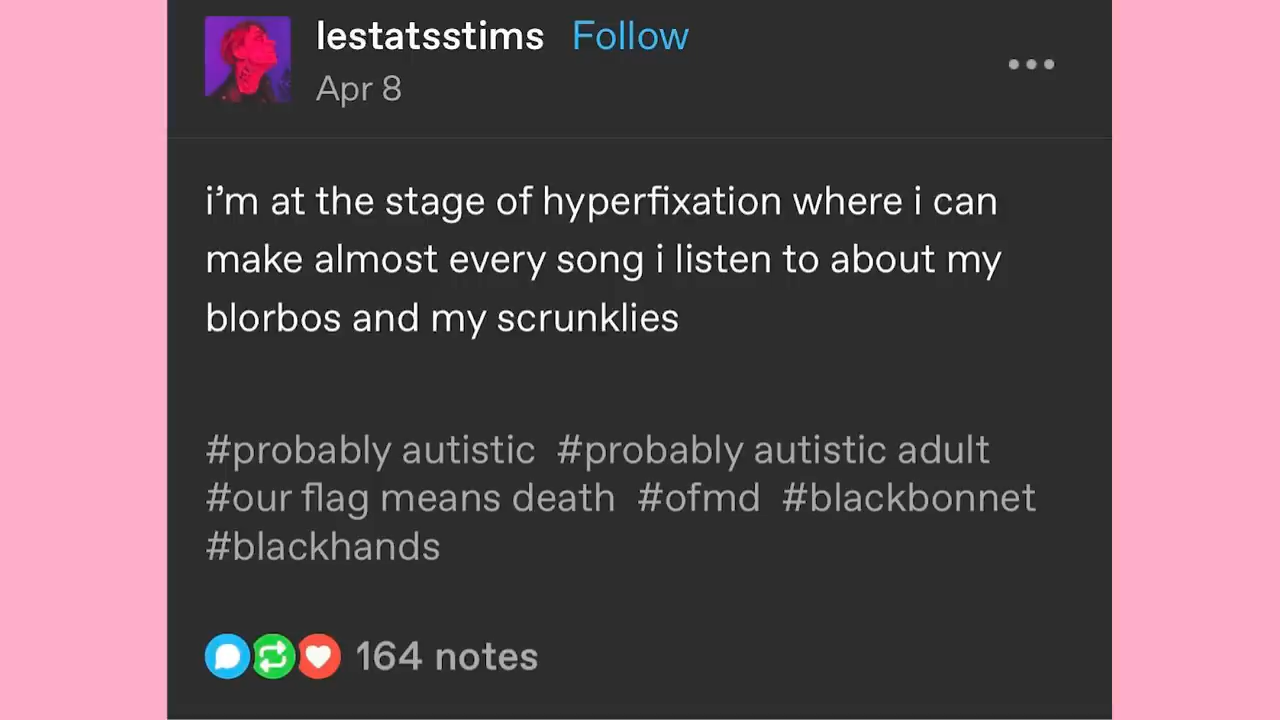 lestatsstims Follow
Apr 8
i’m at the stage of hyperfixation where i can
make almost every song i listen to about my
blorbos and my scrunklies
#probably autistic #probably autistic adult
#our flag means death #ofmd #blackbonnet
#blackhands
164 notes